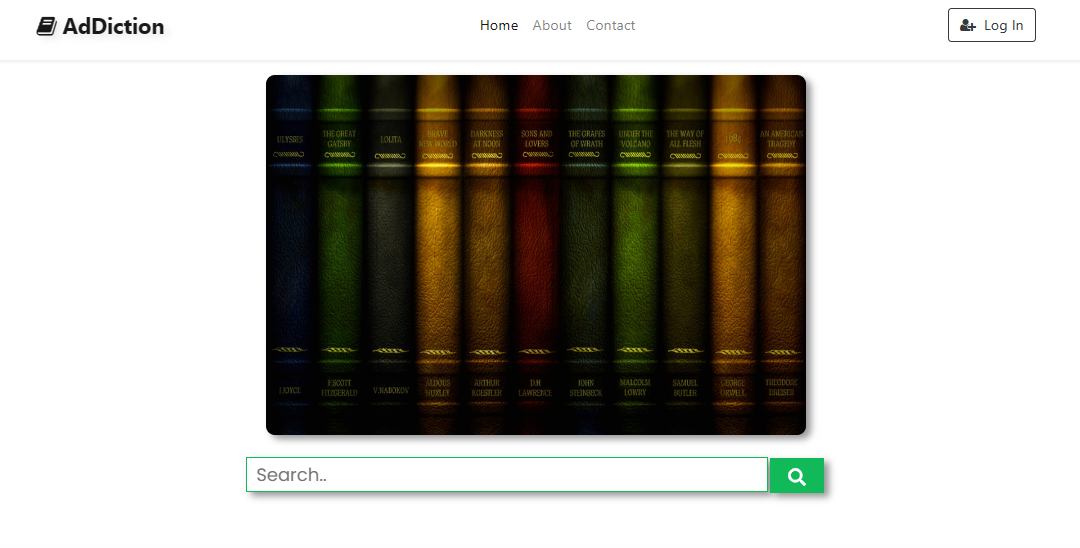 AdDiction
Home About Contact
Log In
ULYSSES
THE GREAT
GATSBY
LOLITA
BRAVE
NEW WORLD
DARKNESS
AT NOON
SONS AND
LOVERS
THE GRAPES
OF WRATH
UNDER THE
VOLCANO
THE WAY OF
ALL FLESH
1984
AN AMERICAN
TRAGEDY
J.JOYCE
F.SCOTT
FITZGERALD
V.NABOKOV
ALDOUS
HUXLEY
ARTHUR
KOESTLER
D.H
LAWRENCE
JOHN
STEINBECK
MALCOLM
LOWRY
SAMUEL
BUTLER
GEORGE
ORWELL
THEODORE
DREISER
Search..